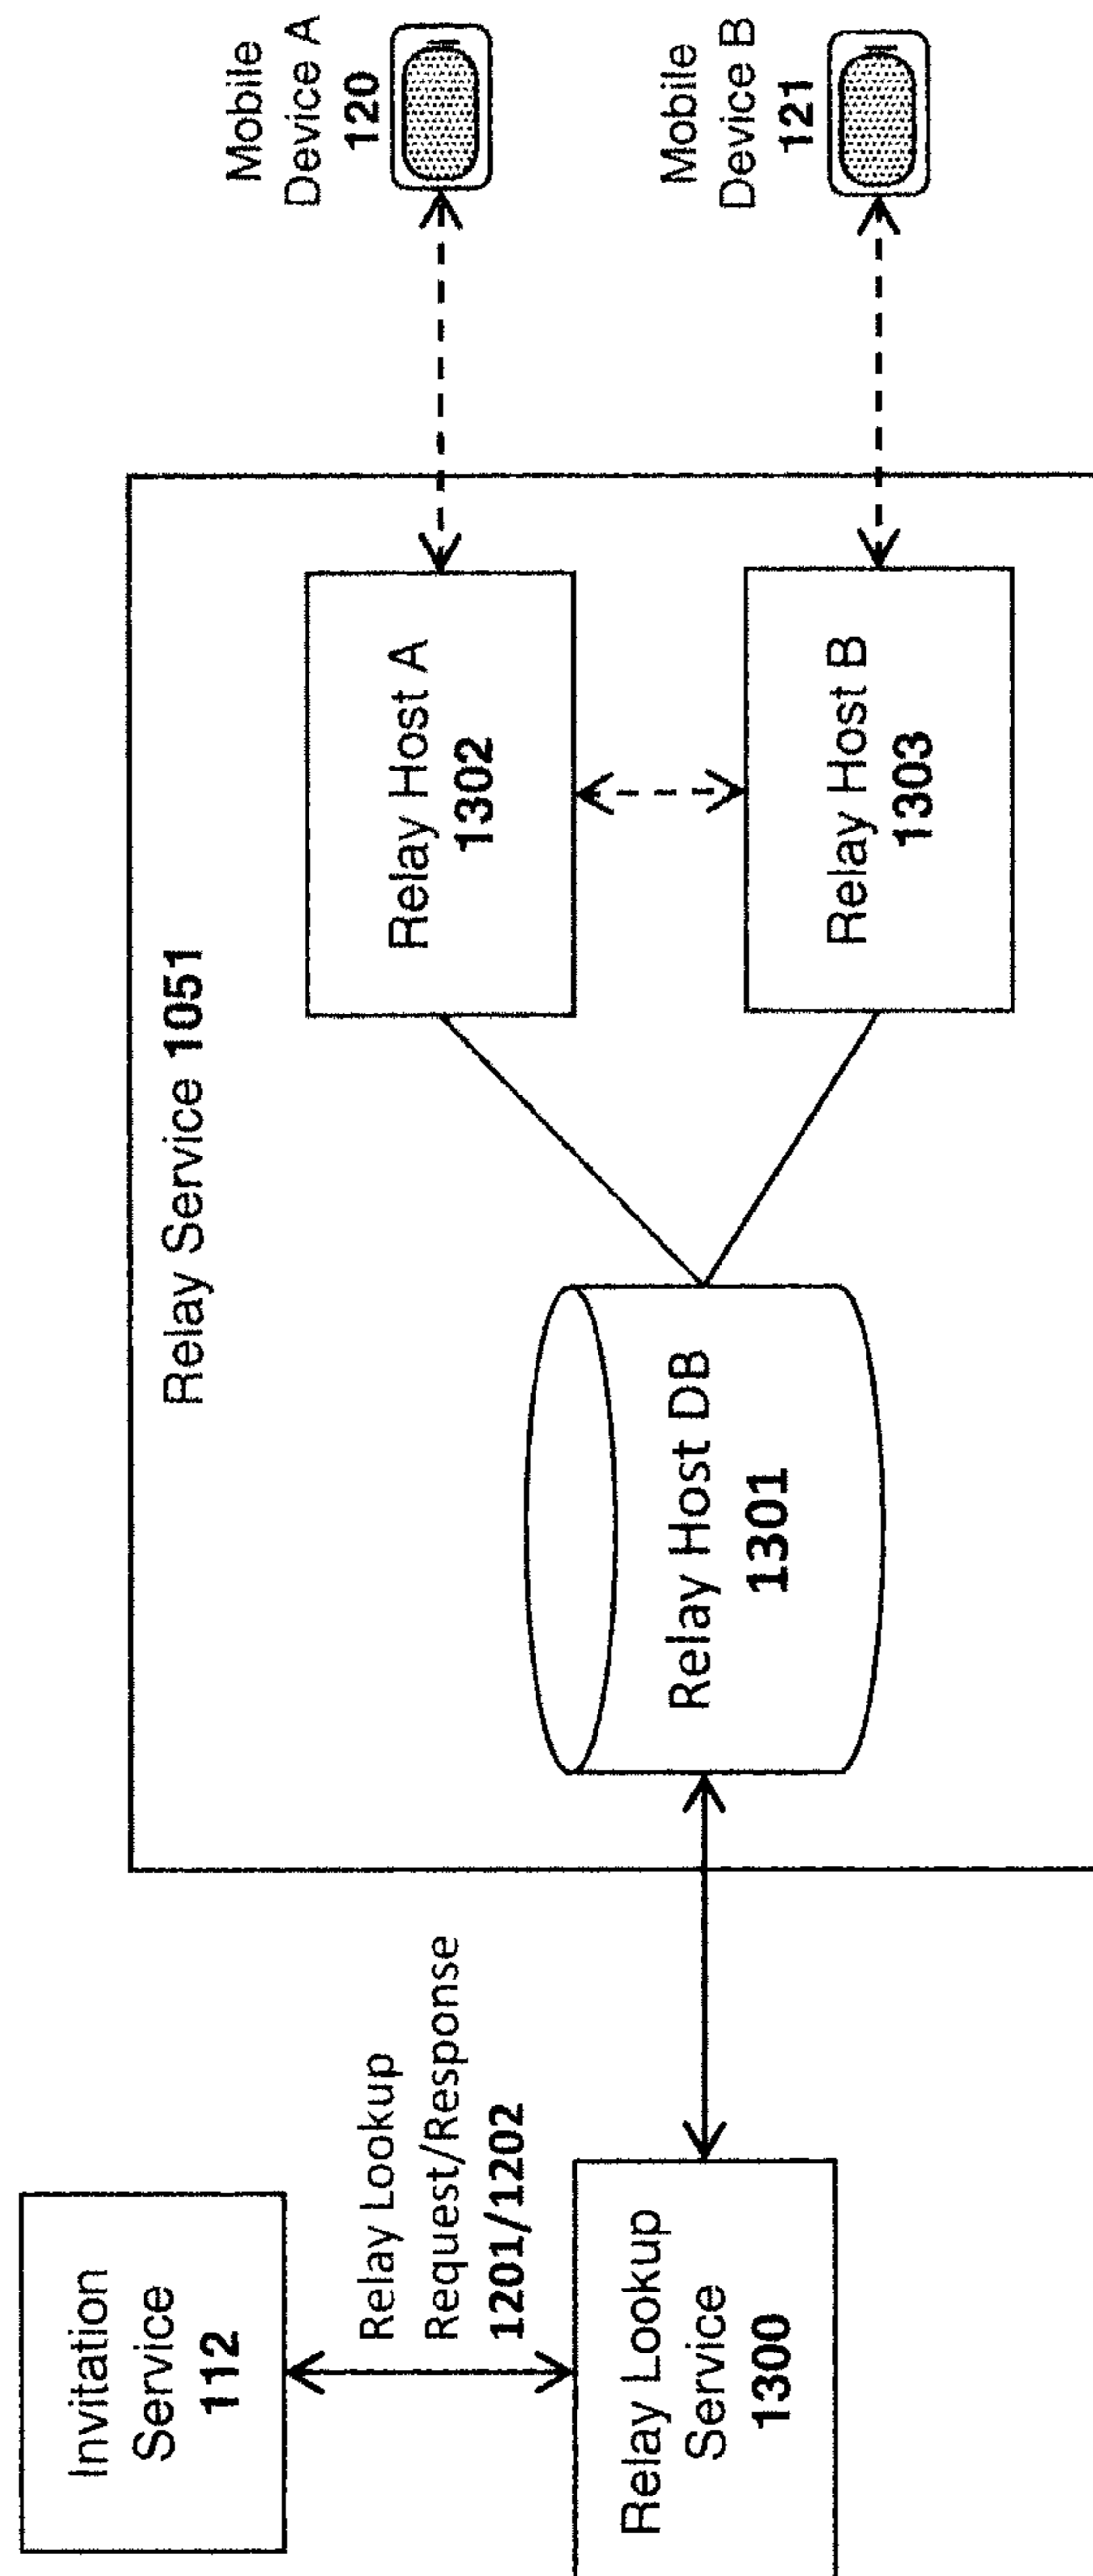 Invitation
Service
112
Relay Lookup
Request/Response
1201/1202
Relay Lookup
Service
1300
Relay Service 1051
Relay Host DB
1301
Relay Host A
1302
Relay Host B
1303
Mobile
Device A
120
Mobile
Device B
121